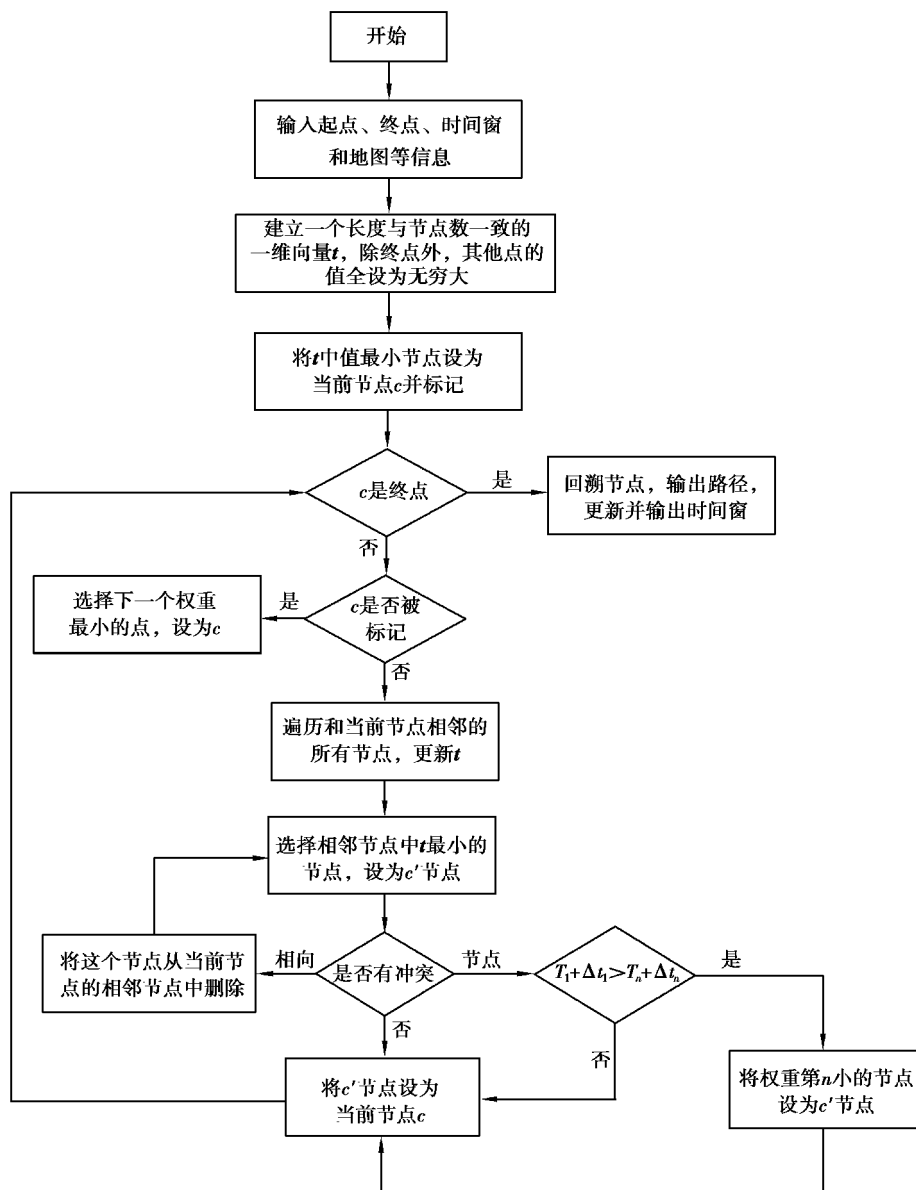 开始
输入起点、终点、时间窗
和地图等信息
建立一个长度与节点数一致的
一维向量t，除终点外，其他点的
值全设为无穷大
将t中值最小节点设为
当前节点c并标记
c是终点
是
回溯节点，输出路径，
更新并输出时间窗
否
选择下一个权重
最小的点，设为c
是
c是否被
标记
否
遍历和当前节点相邻的
所有节点，更新t
选择相邻节点中t最小的
节点，设为c′节点
将这个节点从当前节
点的相邻节点中删除
相向
是否有冲突
节点
T₁+Δt₁>Tₙ+Δtₙ
是
否
否
将c′节点设为
当前节点c
将权重第n小的节点
设为c′节点